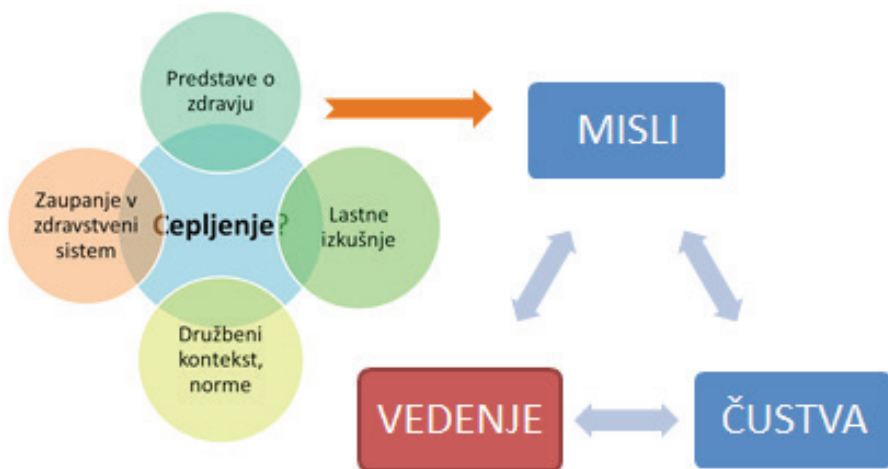 Predstave o
zdravju
MISLI
Zaupanje v
zdravstveni
sistem
Cepljenje?
Lastne
izkušnje
Družbeni
kontekst,
norme
VEDENJE
ČUSTVA